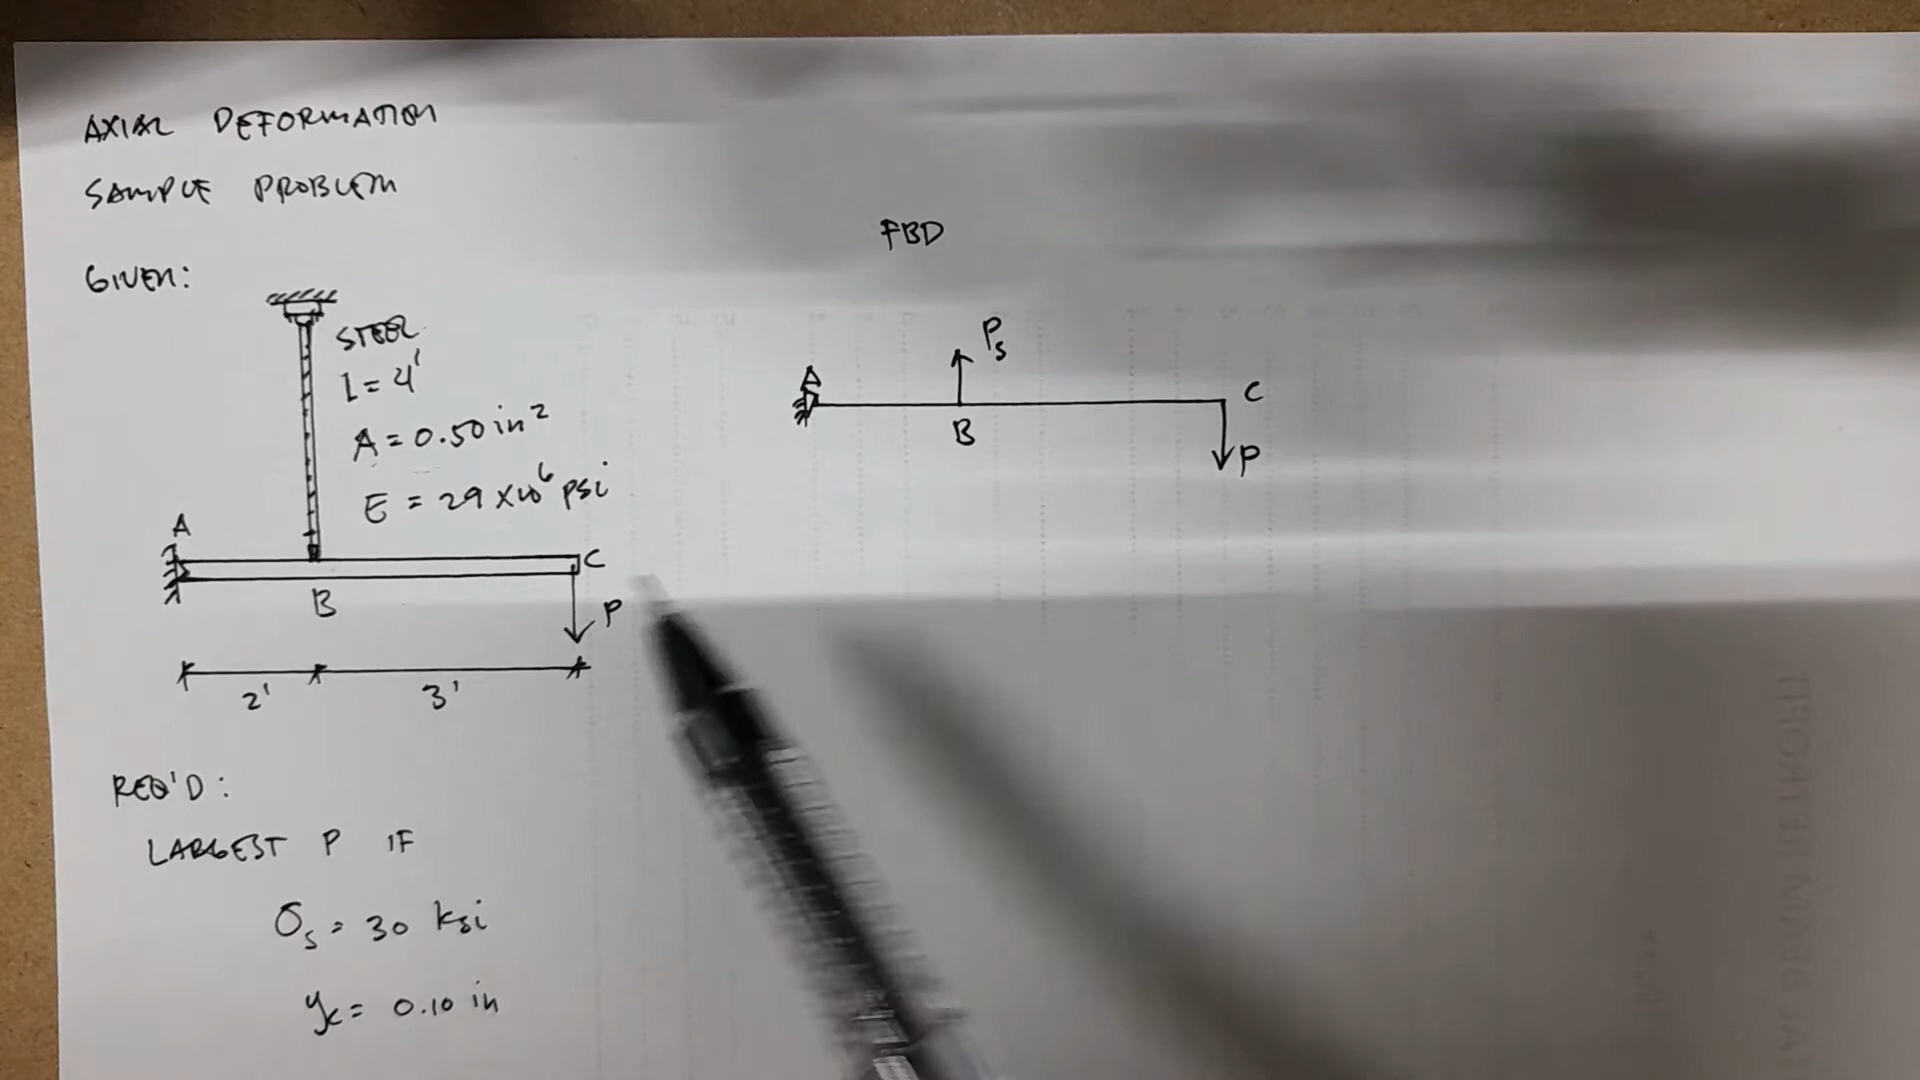 AXIAL DEFORMATION
SAMPLE PROBLEM
GIVEN:
STEEL
L = 4'
A = 0.50 in²
E = 29 x10⁶ psi
A
B
C
P
2'
3'
REQ'D:
LARGEST P IF
σs = 30 ksi
yc = 0.10 in
FBD
A
Ps
B
C
P